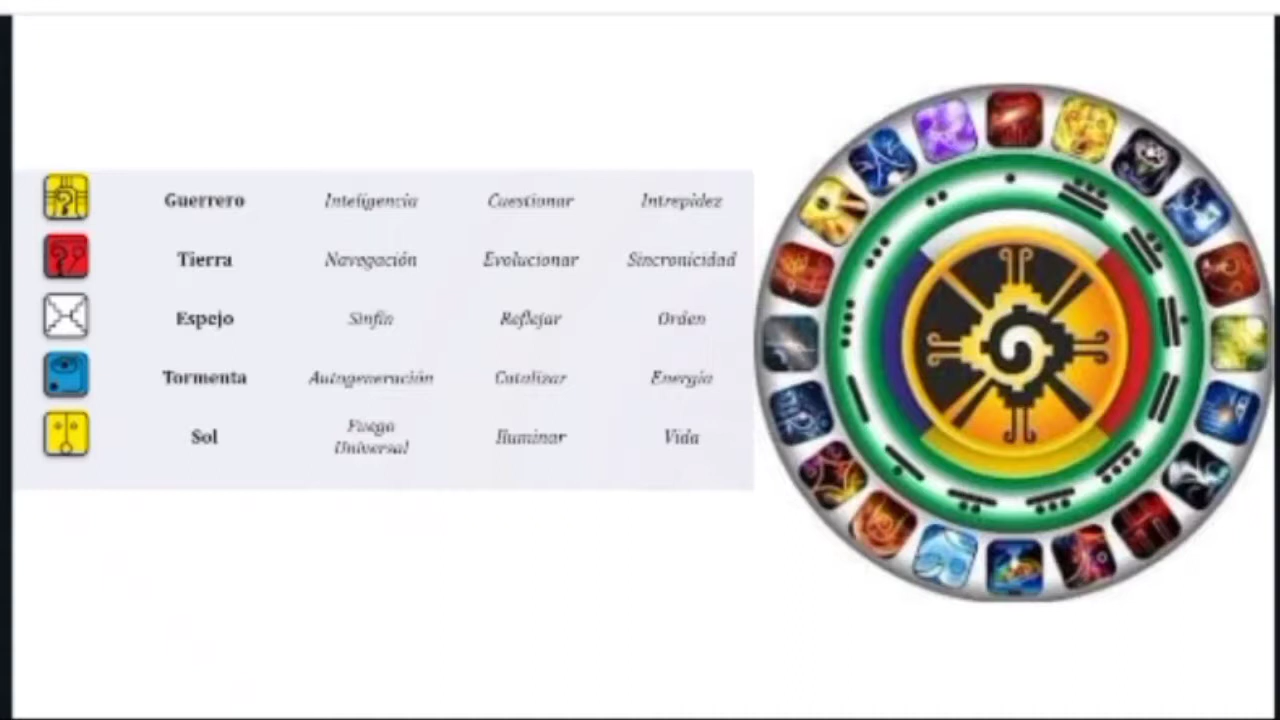 Guerrero Inteligencia Cuestionar Intrepidez
Tierra Navegación Evolucionar Sincronicidad
Espejo Sinfín Reflejar Orden
Tormenta Autogeneración Catalizar Energía
Sol Fuego Universal Iluminar Vida